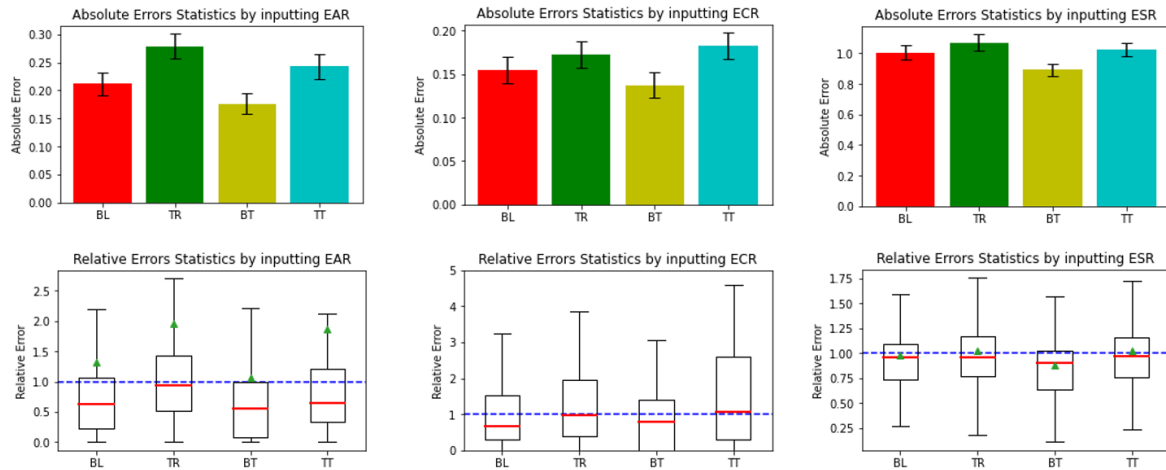 Absolute Errors Statistics by inputting EAR
Absolute Error
0.30
0.25
0.20
0.15
0.10
0.05
0.00
BL TR BT TT
Absolute Errors Statistics by inputting ECR
Absolute Error
0.20
0.15
0.10
0.05
0.00
BL TR BT TT
Absolute Errors Statistics by inputting ESR
Absolute Error
1.0
0.8
0.6
0.4
0.2
0.0
BL TR BT TT
Relative Errors Statistics by inputting EAR
Relative Error
2.5
2.0
1.5
1.0
0.5
0.0
BL TR BT TT
Relative Errors Statistics by inputting ECR
Relative Error
5
4
3
2
1
0
BL TR BT TT
Relative Errors Statistics by inputting ESR
Relative Error
1.75
1.50
1.25
1.00
0.75
0.50
0.25
BL TR BT TT